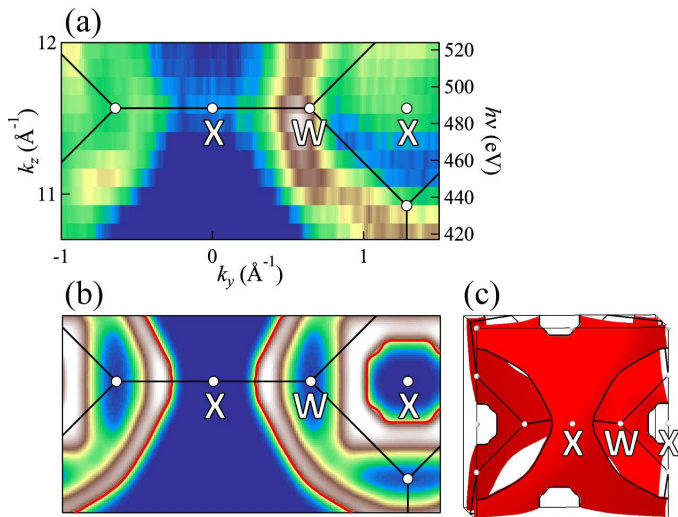 (a)
12
11
k_z (Å⁻¹)
X
W
X
520
500
480
460
440
420
hν (eV)
-1
0
1
k_y (Å⁻¹)
(b)
X
W
X
(c)
X
W
X